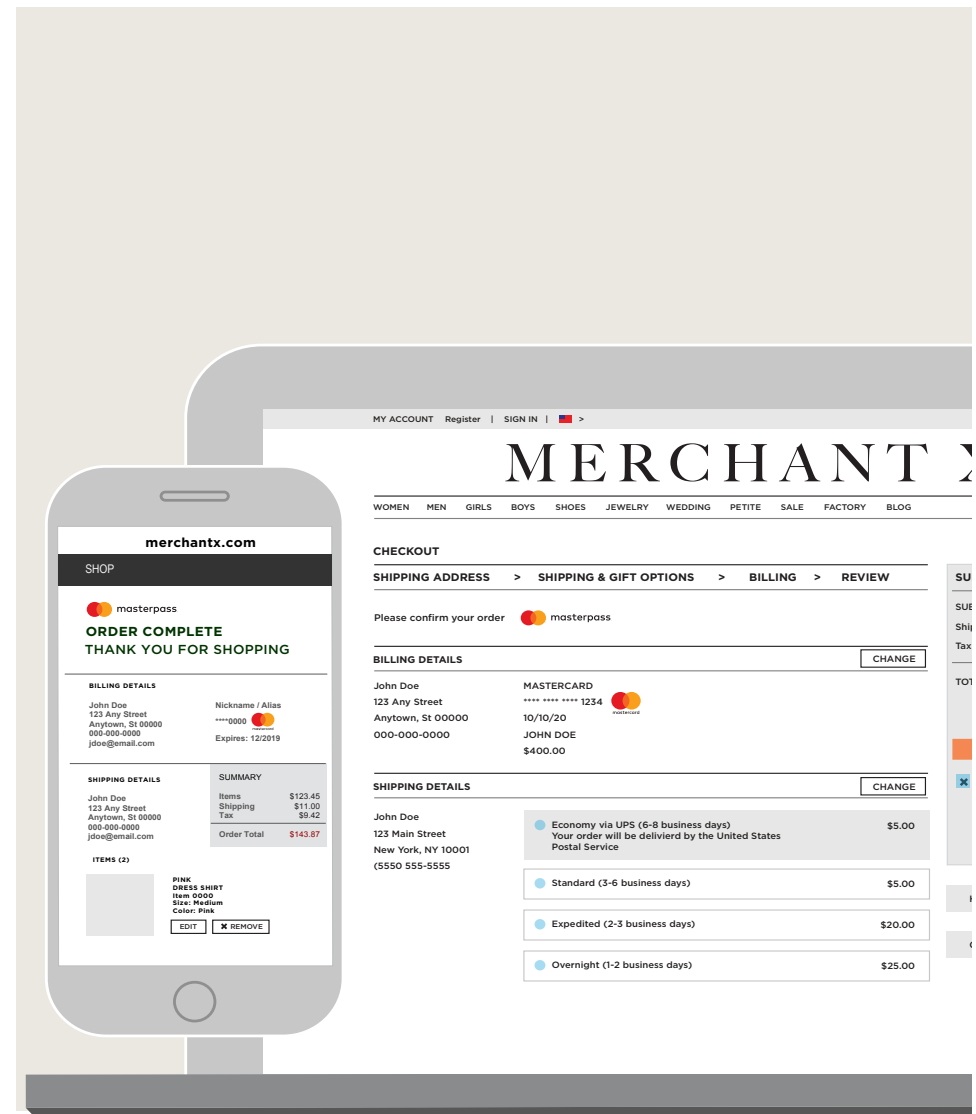 MY ACCOUNT Register | SIGN IN | >
MERCHANT
WOMEN MEN GIRLS BOYS SHOES JEWELRY WEDDING PETITE SALE FACTORY BLOG
CHECKOUT
SHIPPING ADDRESS > SHIPPING & GIFT OPTIONS > BILLING > REVIEW
Please confirm your order masterpass
BILLING DETAILS CHANGE
John Doe
123 Any Street
Anytown, St 00000
000-000-0000
MASTERCARD
**** **** **** 1234 mastercard
10/10/20
JOHN DOE
$400.00
SHIPPING DETAILS CHANGE
John Doe
123 Main Street
New York, NY 10001
(5550 555-5555
Economy via UPS (6-8 business days) $5.00
Your order will be delivierd by the United States
Postal Service
Standard (3-6 business days) $5.00
Expedited (2-3 business days) $20.00
Overnight (1-2 business days) $25.00
Tax
merchantx.com
SHOP
masterpass
ORDER COMPLETE
THANK YOU FOR SHOPPING
BILLING DETAILS
John Doe
123 Any Street
Anytown, St 00000
000-000-0000
jdoe@email.com
Nickname / Alias
****0000 mastercard
Expires: 12/2019
SHIPPING DETAILS
John Doe
123 Any Street
Anytown, St 00000
000-000-0000
jdoe@email.com
SUMMARY
Items $123.45
Shipping $11.00
Tax $9.42
Order Total $143.87
ITEMS (2)
PINK
DRESS SHIRT
Item 0000
Size: Medium
Color: Pink
EDIT ✖ REMOVE